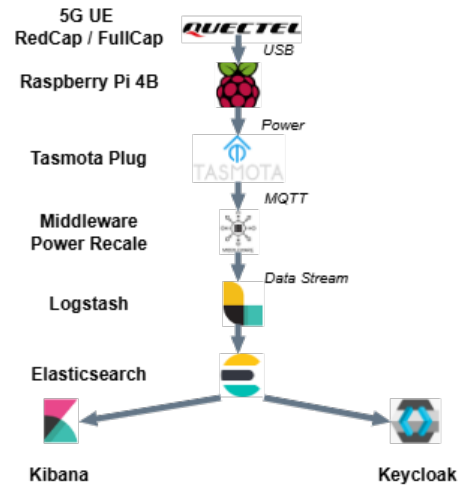 5G UE
RedCap / FullCap
QUECTEL
USB
Raspberry Pi 4B
Power
Tasmota Plug
TASMOTA
MQTT
Middleware
Power Recale
Data Stream
Logstash
Elasticsearch
Kibana
Keycloak